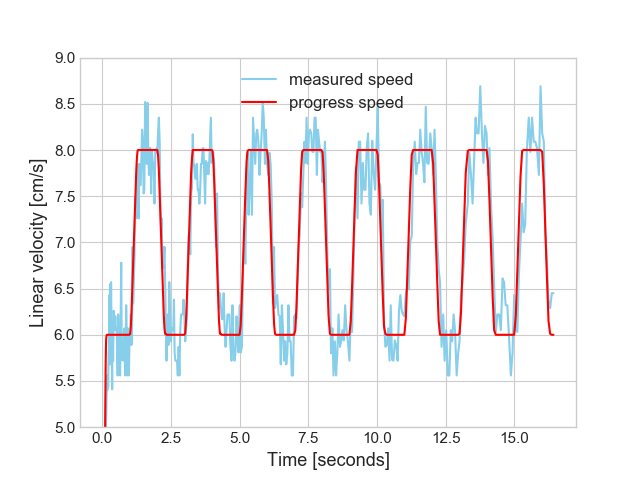 9.0
8.5
8.0
7.5
7.0
6.5
6.0
5.5
5.0
Linear velocity [cm/s]
measured speed
progress speed
0.0 2.5 5.0 7.5 10.0 12.5 15.0
Time [seconds]